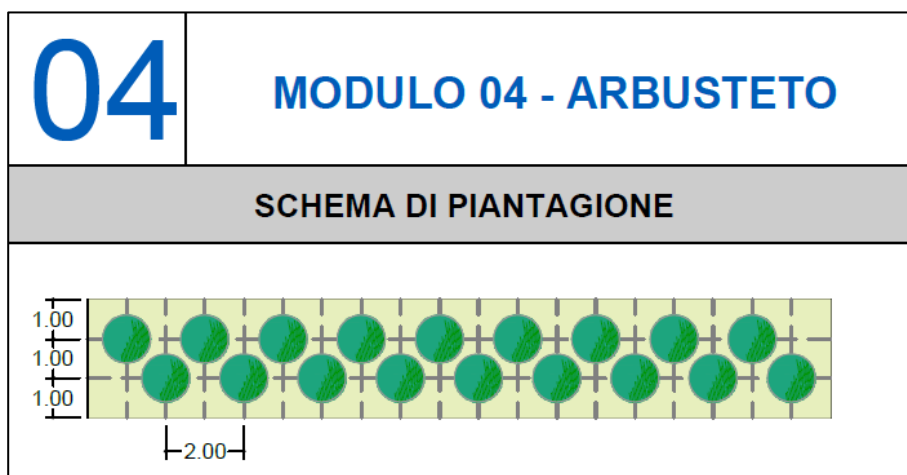 04
MODULO 04 - ARBUSTETO
SCHEMA DI PIANTAGIONE
1.00
1.00
1.00
2.00